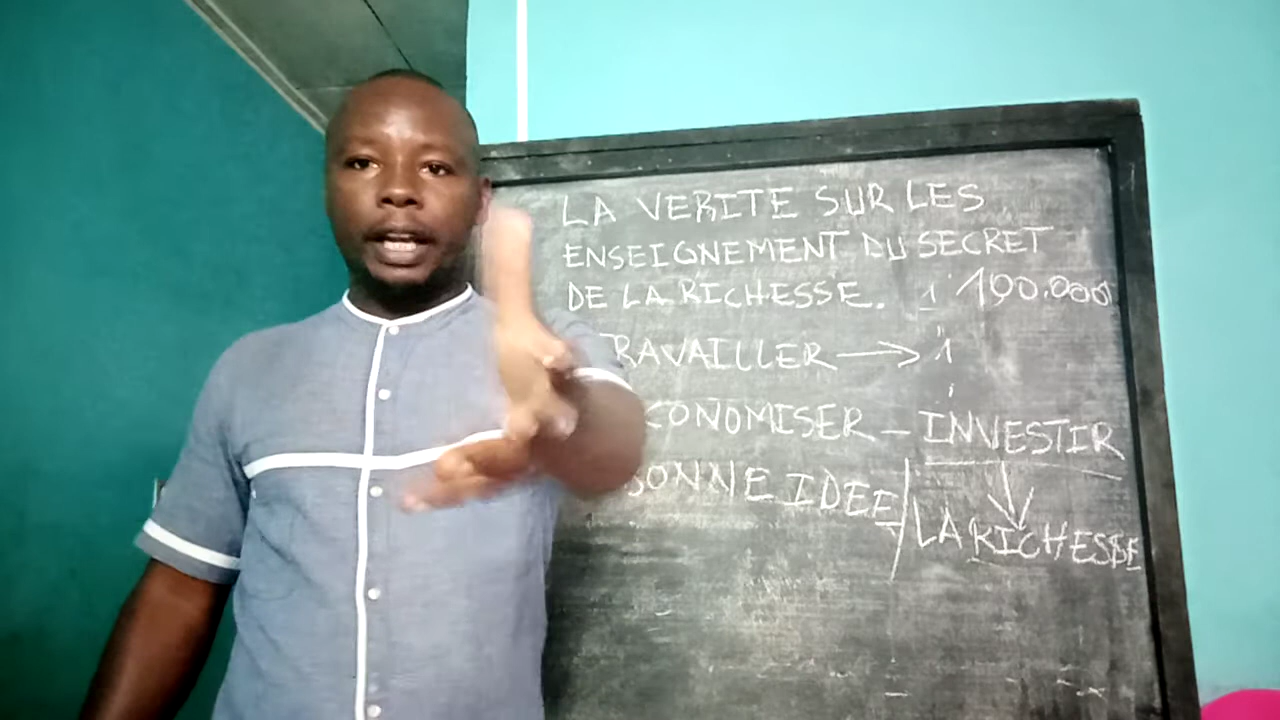 LA VERITE SUR LES
ENSEIGNEMENT DU SECRET
DE LA RICHESSE. 1 190.000
RAVAILLER → 1
CONOMISER - INVESTIR
BONNE IDEE / LA RICHESSE